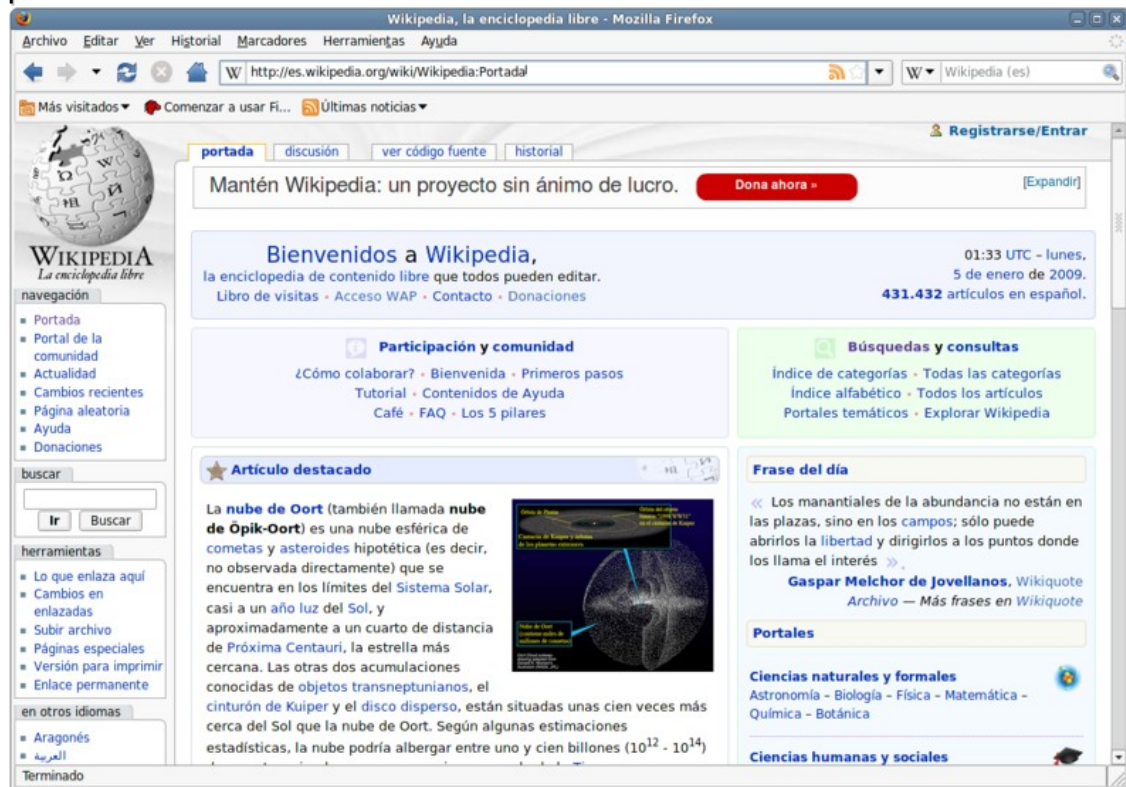 Wikipedia, la enciclopedia libre - Mozilla Firefox
Archivo Editar Ver Historial Marcadores Herramientas Ayuda
http://es.wikipedia.org/wiki/Wikipedia:Portada
Wikipedia (es)
Más visitados Comenzar a usar Fi... Últimas noticias
Registrarse/Entrar
portada discusión ver código fuente historial
Mantén Wikipedia: un proyecto sin ánimo de lucro. Dona ahora » [Expandir]
WIKIPEDIA
La enciclopedia libre
navegación
Portada
Portal de la
comunidad
Actualidad
Cambios recientes
Página aleatoria
Ayuda
Donaciones
buscar
Ir Buscar
herramientas
Lo que enlaza aquí
Cambios en
enlazadas
Subir archivo
Páginas especiales
Versión para imprimir
Enlace permanente
en otros idiomas
Aragonés
العربية
Bienvenidos a Wikipedia,
la enciclopedia de contenido libre que todos pueden editar.
Libro de visitas • Acceso WAP • Contacto • Donaciones
01:33 UTC – lunes,
5 de enero de 2009.
431.432 artículos en español.
Participación y comunidad
¿Cómo colaborar? • Bienvenida • Primeros pasos
Tutorial • Contenidos de Ayuda
Café • FAQ • Los 5 pilares
Búsquedas y consultas
Índice de categorías • Todas las categorías
Índice alfabético • Todos los artículos
Portales temáticos • Explorar Wikipedia
Artículo destacado
La nube de Oort (también llamada nube
de Öpik-Oort) es una nube esférica de
cometas y asteroides hipotética (es decir,
no observada directamente) que se
encuentra en los límites del Sistema Solar,
casi a un año luz del Sol, y
aproximadamente a un cuarto de distancia
de Próxima Centauri, la estrella más
cercana. Las otras dos acumulaciones
conocidas de objetos transneptunianos, el
cinturón de Kuiper y el disco disperso, están situadas unas cien veces más
cerca del Sol que la nube de Oort. Según algunas estimaciones
estadísticas, la nube podría albergar entre uno y cien billones (10¹² - 10¹⁴)
Frase del día
« Los manantiales de la abundancia no están en
las plazas, sino en los campos; sólo puede
abrirlos la libertad y dirigirlos a los puntos donde
los llama el interés ».
Gaspar Melchor de Jovellanos, Wikiquote
Archivo — Más frases en Wikiquote
Portales
Ciencias naturales y formales
Astronomía – Biología – Física – Matemática –
Química – Botánica
Ciencias humanas y sociales
Terminado